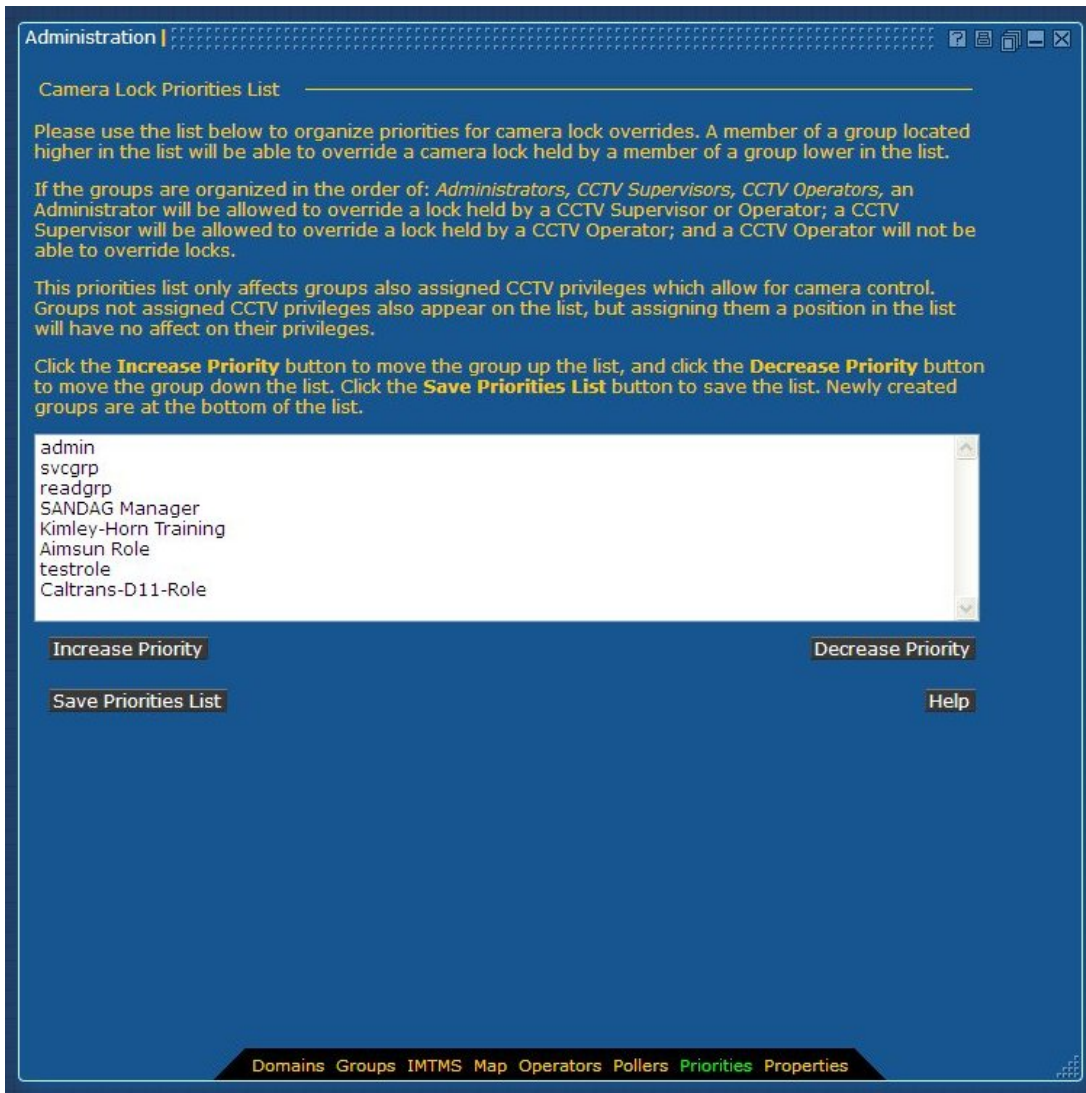 Administration
Camera Lock Priorities List
Please use the list below to organize priorities for camera lock overrides. A member of a group located
higher in the list will be able to override a camera lock held by a member of a group lower in the list.
If the groups are organized in the order of: Administrators, CCTV Supervisors, CCTV Operators, an
Administrator will be allowed to override a lock held by a CCTV Supervisor or Operator; a CCTV
Supervisor will be allowed to override a lock held by a CCTV Operator; and a CCTV Operator will not be
able to override locks.
This priorities list only affects groups also assigned CCTV privileges which allow for camera control.
Groups not assigned CCTV privileges also appear on the list, but assigning them a position in the list
will have no affect on their privileges.
Click the Increase Priority button to move the group up the list, and click the Decrease Priority button
to move the group down the list. Click the Save Priorities List button to save the list. Newly created
groups are at the bottom of the list.
admin
svcgrp
readgrp
SANDAG Manager
Kimley-Horn Training
Aimsun Role
testrole
Caltrans-D11-Role
Increase Priority Decrease Priority
Save Priorities List Help
Domains Groups IMTMS Map Operators Pollers Priorities Properties